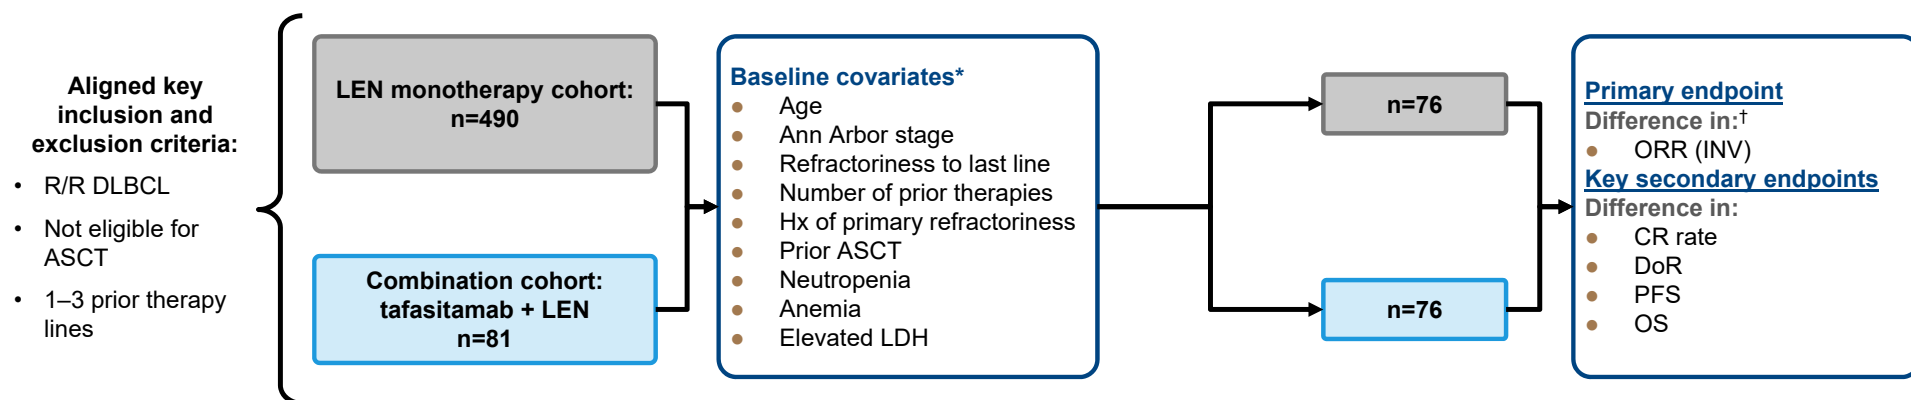 Aligned key
inclusion and
exclusion criteria:
• R/R DLBCL
• Not eligible for
ASCT
• 1–3 prior therapy
lines
LEN monotherapy cohort:
n=490
Combination cohort:
tafasitamab + LEN
n=81
Baseline covariates*
● Age
● Ann Arbor stage
● Refractoriness to last line
● Number of prior therapies
● Hx of primary refractoriness
● Prior ASCT
● Neutropenia
● Anemia
● Elevated LDH
n=76
n=76
Primary endpoint
Difference in:†
● ORR (INV)
Key secondary endpoints
Difference in:
● CR rate
● DoR
● PFS
● OS